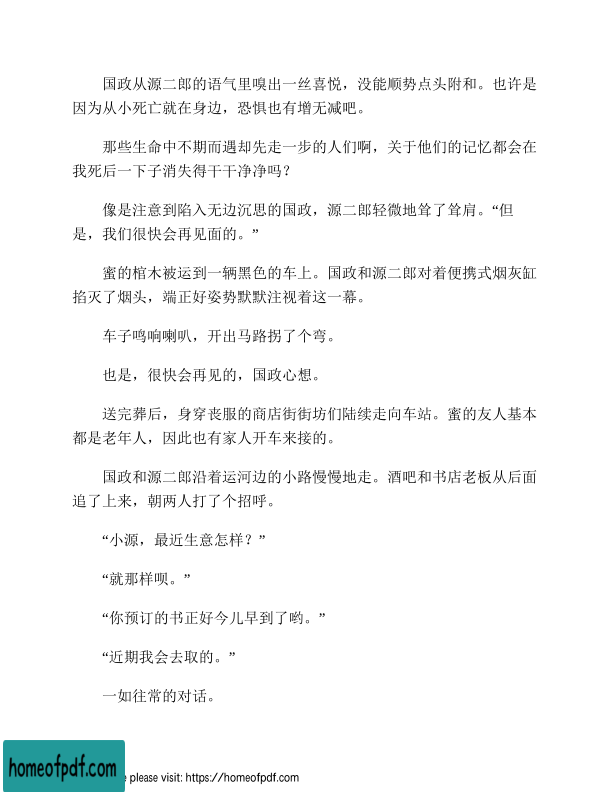 国政从源二郎的语气里嗅出一丝喜悦，没能顺势点头附和。也许是
因为从小死亡就在身边，恐惧也有增无减吧。
那些生命中不期而遇却先走一步的人们啊，关于他们的记忆都会在
我死后一下子消失得干干净净吗？
像是注意到陷入无边沉思的国政，源二郎轻微地耸了耸肩。“但
是，我们很快会再见面的。”
蜜的棺木被运到一辆黑色的车上。国政和源二郎对着便携式烟灰缸
掐灭了烟头，端正好姿势默默注视着这一幕。
车子鸣响喇叭，开出马路拐了个弯。
也是，很快会再见的，国政心想。
送完葬后，身穿丧服的商店街街坊们陆续走向车站。蜜的友人基本
都是老年人，因此也有家人开车来接的。
国政和源二郎沿着运河边的小路慢慢地走。酒吧和书店老板从后面
追了上来，朝两人打了个招呼。
“小源，最近生意怎样？”
“就那样呗。”
“你预订的书正好今儿早到了哟。”
“近期我会去取的。”
一如往常的对话。
homeofpdf.com
e please visit: https://homeofpdf.com